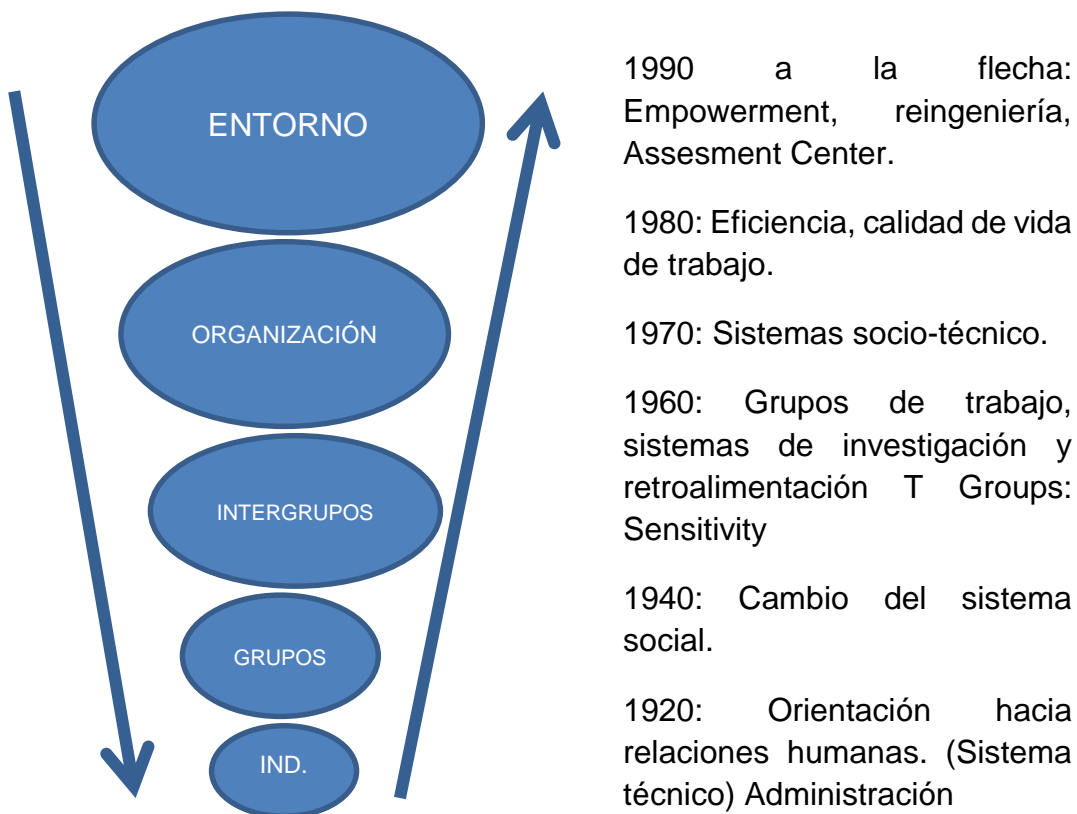 ENTORNO
ORGANIZACIÓN
INTERGRUPOS
GRUPOS
IND.
1990 a la flecha:
Empowerment, reingeniería,
Assesment Center.
1980: Eficiencia, calidad de vida
de trabajo.
1970: Sistemas socio-técnico.
1960: Grupos de trabajo,
sistemas de investigación y
retroalimentación T Groups:
Sensitivity
1940: Cambio del sistema
social.
1920: Orientación hacia
relaciones humanas. (Sistema
técnico) Administración